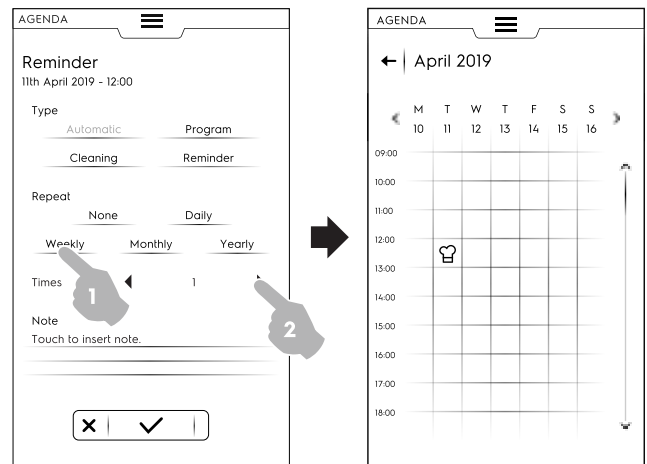 AGENDA
Reminder
11th April 2019 - 12:00
Type
Automatic Program
Cleaning Reminder
Repeat
None Daily
Weekly Monthly Yearly
Times 1
Note
Touch to insert note.
1
2
AGENDA
April 2019
M T W T F S S
10 11 12 13 14 15 16
09:00
10:00
11:00
12:00
13:00
14:00
15:00
16:00
17:00
18:00